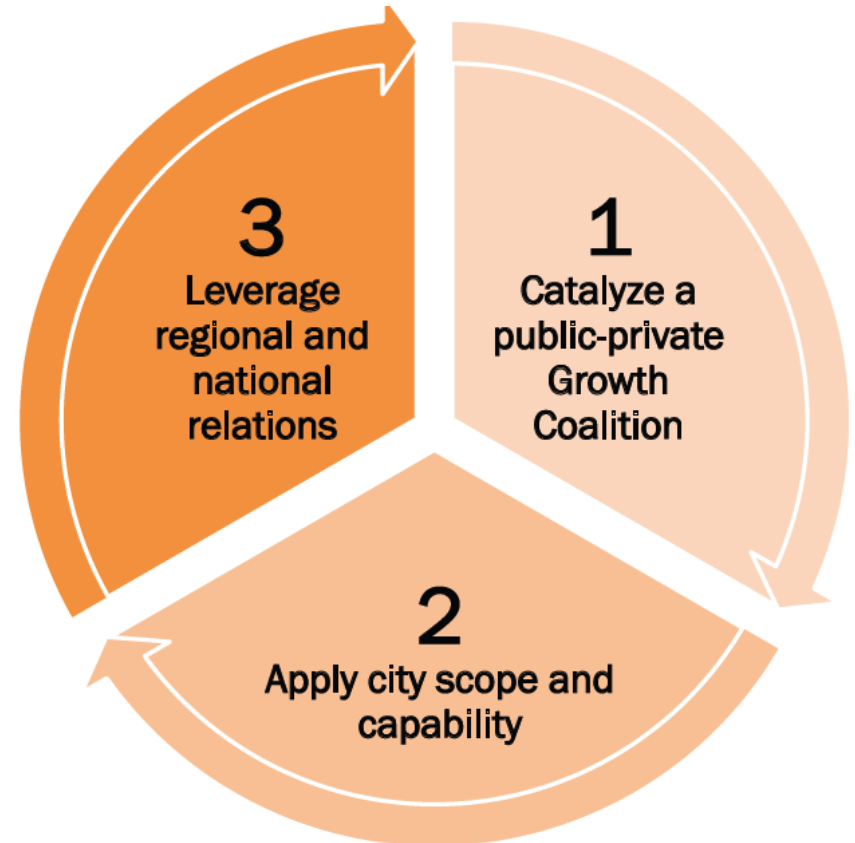 1
Catalyze a
public-private
Growth
Coalition
2
Apply city scope and
capability
3
Leverage
regional and
national
relations